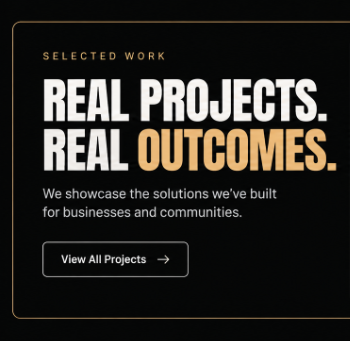 SELECTED WORK
REAL PROJECTS.
REAL OUTCOMES.
We showcase the solutions we've built
for businesses and communities.
View All Projects →